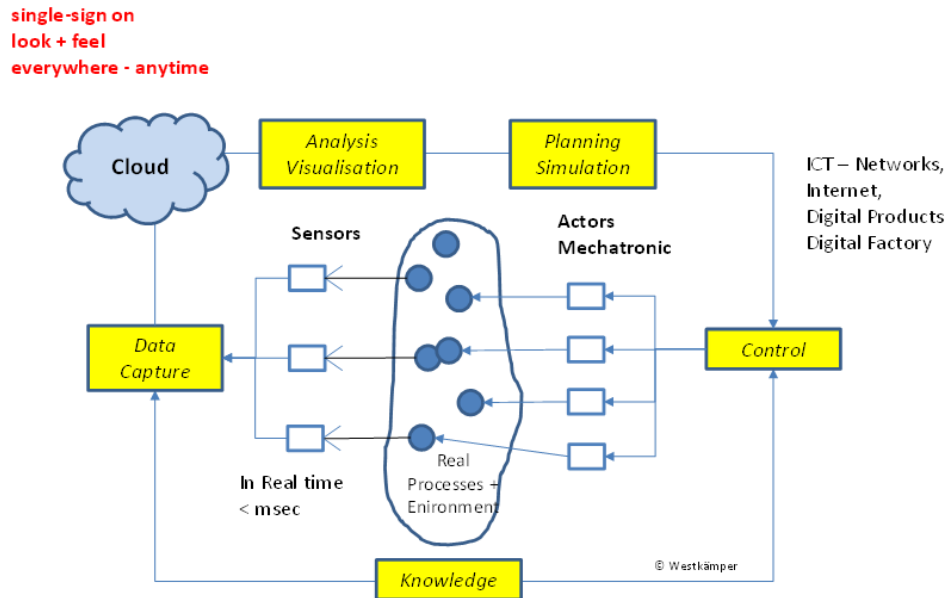 single-sign on
look + feel
everywhere - anytime
Cloud
Analysis
Visualisation
Planning
Simulation
ICT – Networks,
Internet,
Digital Products
Digital Factory
Sensors
Actors
Mechatronic
Data
Capture
Control
In Real time
< msec
Real
Processes +
Enironment
Knowledge
© Westkämper